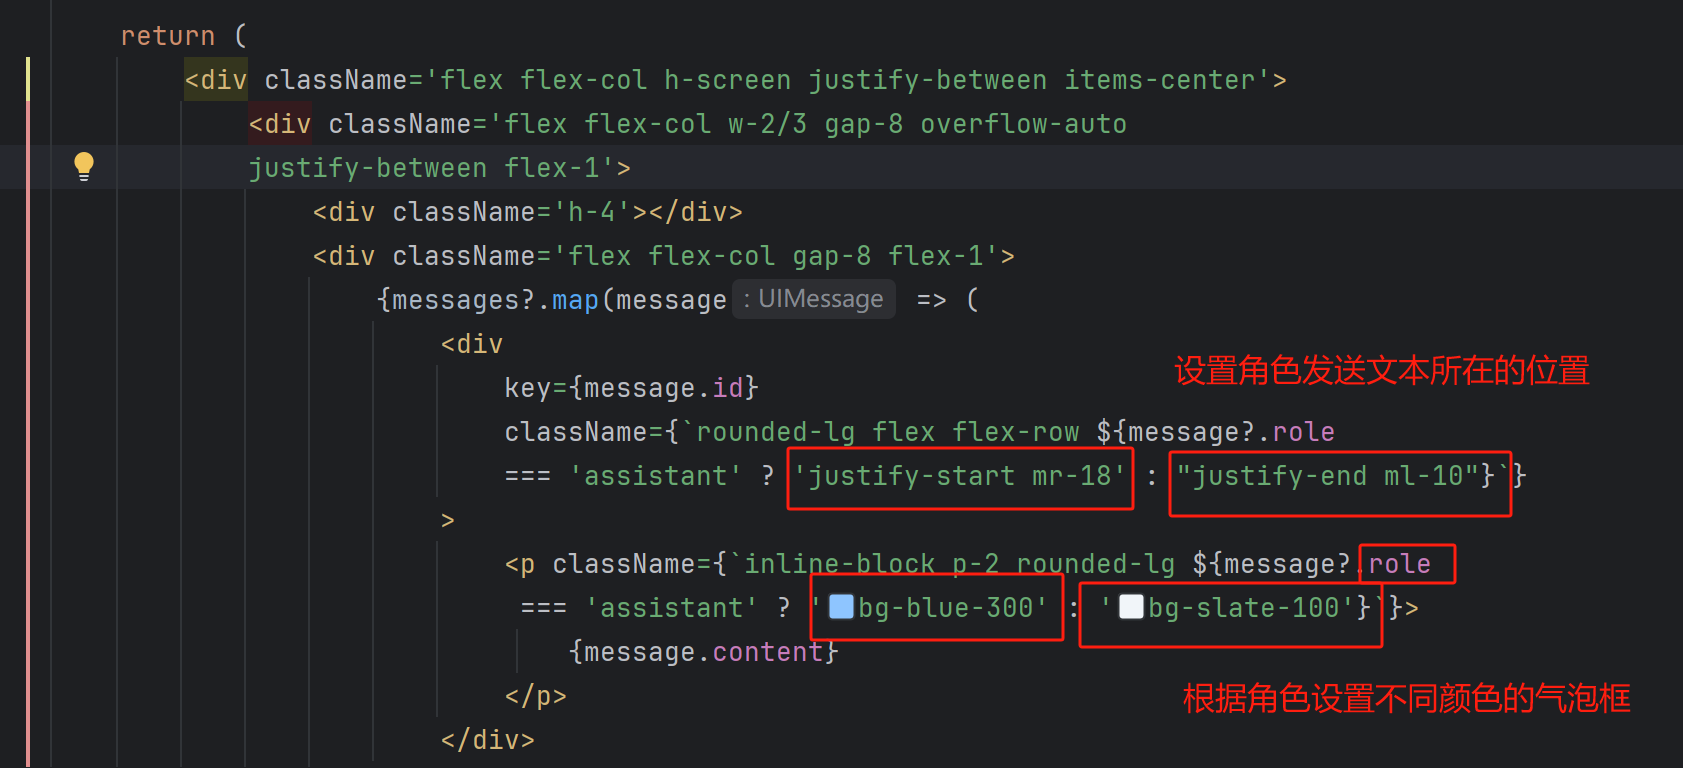 return (
<div className='flex flex-col h-screen justify-between items-center'>
<div className='flex flex-col w-2/3 gap-8 overflow-auto
justify-between flex-1'>
<div className='h-4'></div>
<div className='flex flex-col gap-8 flex-1'>
{messages?.map(message : UIMessage => (
<div
设置角色发送文本所在的位置
key={message.id}
className={`rounded-lg flex flex-row ${message?.role
=== 'assistant' ? 'justify-start mr-18' : "justify-end ml-10"}`}
>
<p className={`inline-block p-2 rounded-lg ${message?.role
=== 'assistant' ? 'bg-blue-300' : 'bg-slate-100'}`}>
{message.content}
</p>
根据角色设置不同颜色的气泡框
</div>